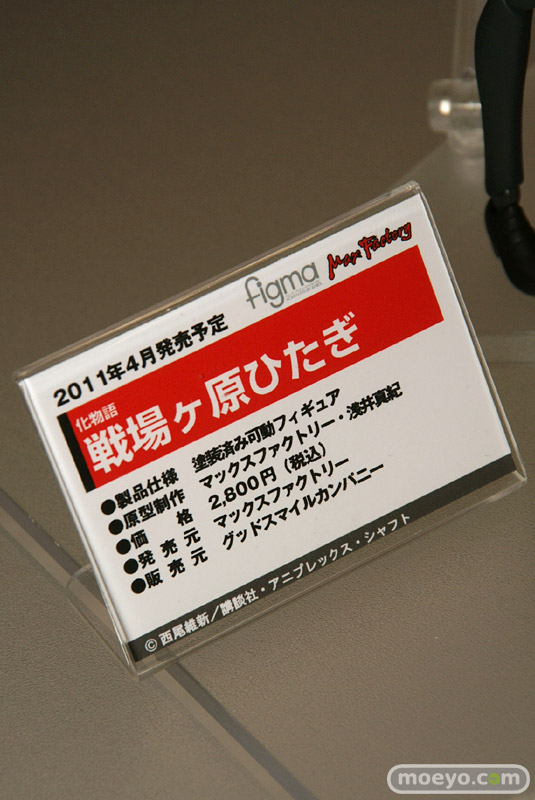 2011年4月発売予定
figma
Max Factory
化物語
戦場ヶ原ひたぎ
●製品仕様 塗装済み可動フィギュア
●原型制作 マックスファクトリー・浅井真紀
●価格 2,800円(税込)
●発売元 マックスファクトリー
●販売元 グッドスマイルカンパニー
© 西尾維新/講談社・アニプレックス・シャフト
moeyo.com